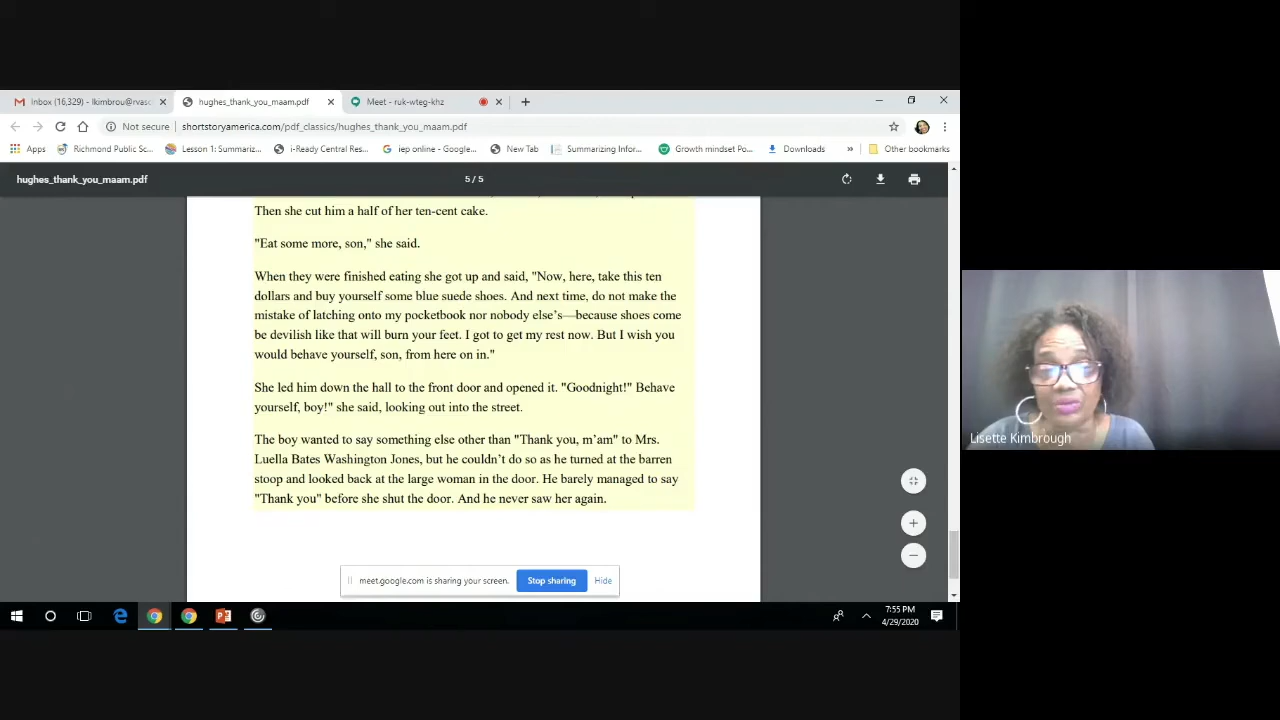 Inbox (16,329) - lkimbrou@rvasc
hughes_thank_you_maam.pdf
Meet - ruk-wteg-khz
Not secure
shortstoryamerica.com/pdf_classics/hughes_thank_you_maam.pdf
Apps
Richmond Public Sc...
Lesson 1: Summariz...
i-Ready Central Res...
iep online - Google...
New Tab
Summarizing Infor...
Growth mindset Po...
Downloads
»
Other bookmarks
hughes_thank_you_maam.pdf
5 / 5
Then she cut him a half of her ten-cent cake.
"Eat some more, son," she said.
When they were finished eating she got up and said, "Now, here, take this ten
dollars and buy yourself some blue suede shoes. And next time, do not make the
mistake of latching onto my pocketbook nor nobody else's—because shoes come
be devilish like that will burn your feet. I got to get my rest now. But I wish you
would behave yourself, son, from here on in."
She led him down the hall to the front door and opened it. "Goodnight!" Behave
yourself, boy!" she said, looking out into the street.
The boy wanted to say something else other than "Thank you, m'am" to Mrs.
Luella Bates Washington Jones, but he couldn't do so as he turned at the barren
stoop and looked back at the large woman in the door. He barely managed to say
"Thank you" before she shut the door. And he never saw her again.
meet.google.com is sharing your screen.
Stop sharing
Hide
7:55 PM
4/29/2020
Lisette Kimbrough